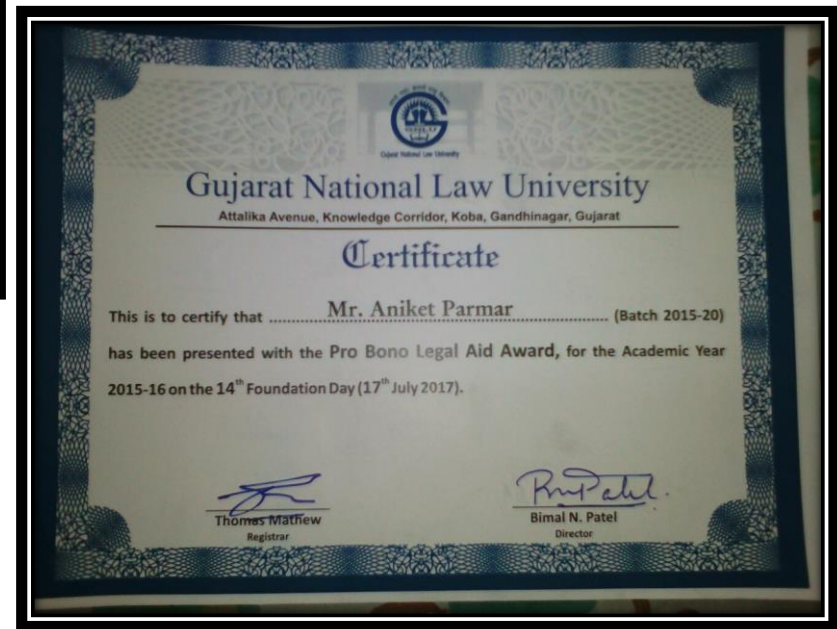 Gujarat National Law University
Gujarat National Law University
Attalika Avenue, Knowledge Corridor, Koba, Gandhinagar, Gujarat
Certificate
This is to certify that ............Mr. Aniket Parmar........................ (Batch 2015-20)
has been presented with the Pro Bono Legal Aid Award, for the Academic Year
2015-16 on the 14th Foundation Day (17th July 2017).
Thomas Mathew
Registrar
Bimal N. Patel
Director